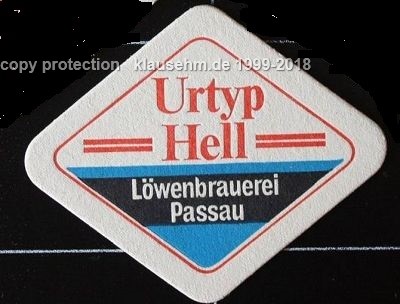 copy protection klausehm.de 1999-2018
Urtyp
Hell
Löwenbrauerei
Passau